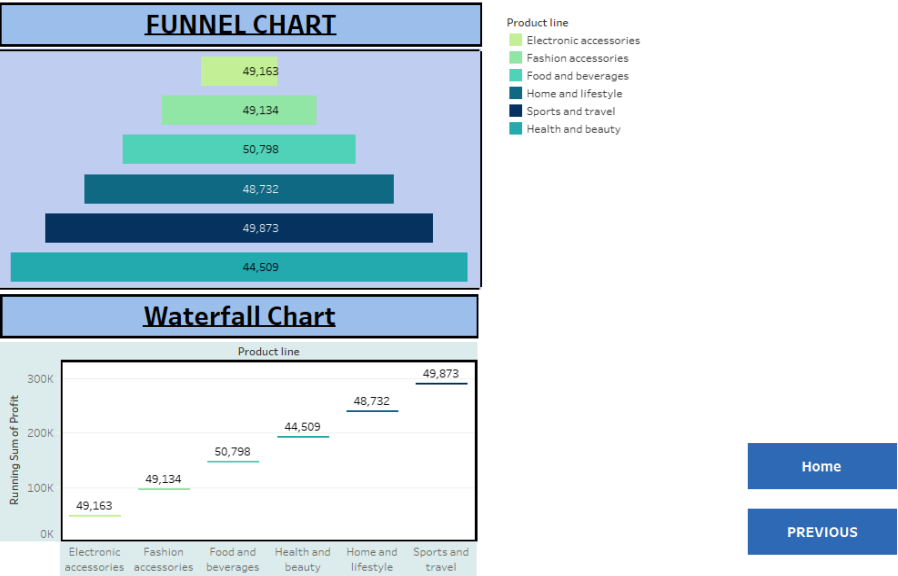 FUNNEL CHART
49,163
49,134
50,798
48,732
49,873
44,509
Product line
Electronic accessories
Fashion accessories
Food and beverages
Home and lifestyle
Sports and travel
Health and beauty
Waterfall Chart
Product line
Running Sum of Profit
300K
200K
100K
0K
49,163
49,134
50,798
44,509
48,732
49,873
Electronic accessories
Fashion accessories
Food and beverages
Health and beauty
Home and lifestyle
Sports and travel
Home
PREVIOUS